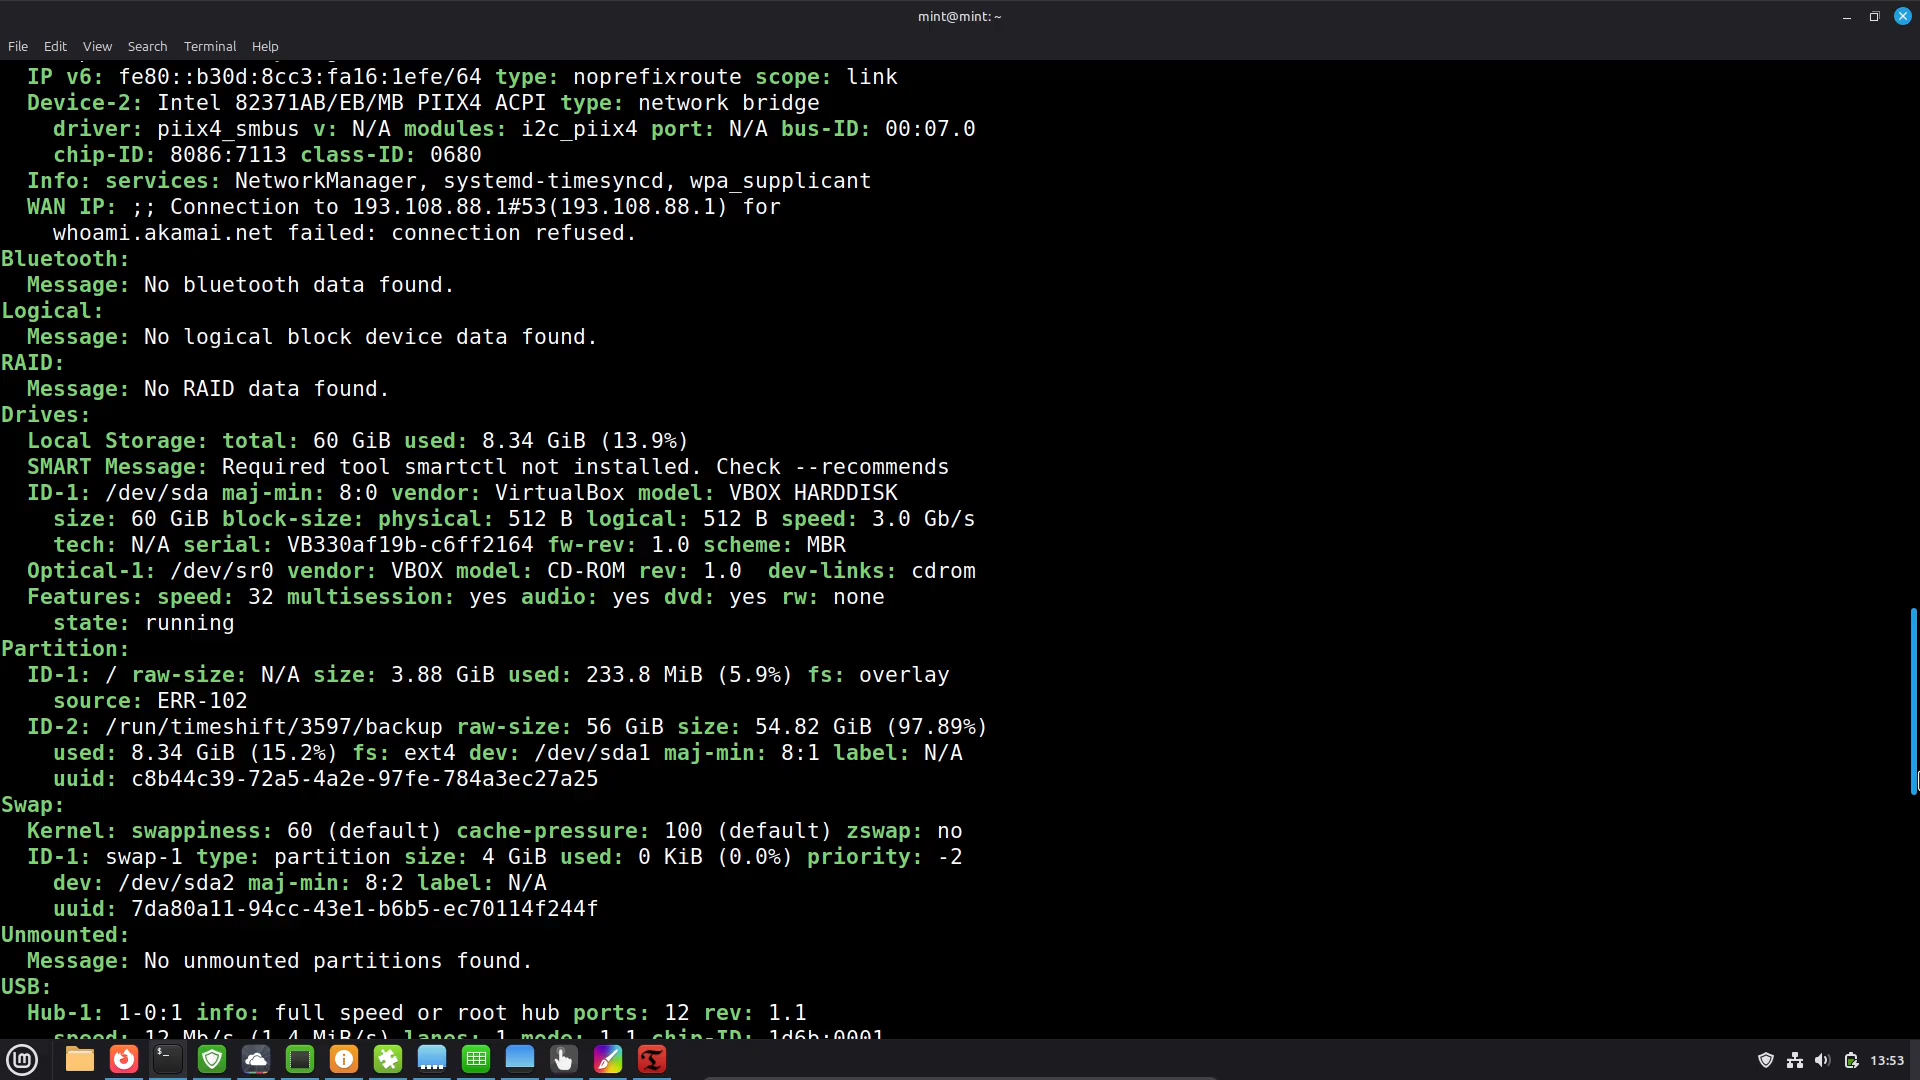 mint@mint: ~
File Edit View Search Terminal Help
IP v6: fe80::b30d:8cc3:fa16:1efe/64 type: noprefixroute scope: link
Device-2: Intel 82371AB/EB/MB PIIX4 ACPI type: network bridge
driver: piix4_smbus v: N/A modules: i2c_piix4 port: N/A bus-ID: 00:07.0
chip-ID: 8086:7113 class-ID: 0680
Info: services: NetworkManager, systemd-timesyncd, wpa_supplicant
WAN IP: ;; Connection to 193.108.88.1#53(193.108.88.1) for
whoami.akamai.net failed: connection refused.
Bluetooth:
Message: No bluetooth data found.
Logical:
Message: No logical block device data found.
RAID:
Message: No RAID data found.
Drives:
Local Storage: total: 60 GiB used: 8.34 GiB (13.9%)
SMART Message: Required tool smartctl not installed. Check --recommends
ID-1: /dev/sda maj-min: 8:0 vendor: VirtualBox model: VBOX HARDDISK
size: 60 GiB block-size: physical: 512 B logical: 512 B speed: 3.0 Gb/s
tech: N/A serial: VB330af19b-c6ff2164 fw-rev: 1.0 scheme: MBR
Optical-1: /dev/sr0 vendor: VBOX model: CD-ROM rev: 1.0 dev-links: cdrom
Features: speed: 32 multisession: yes audio: yes dvd: yes rw: none
state: running
Partition:
ID-1: / raw-size: N/A size: 3.88 GiB used: 233.8 MiB (5.9%) fs: overlay
source: ERR-102
ID-2: /run/timeshift/3597/backup raw-size: 56 GiB size: 54.82 GiB (97.89%)
used: 8.34 GiB (15.2%) fs: ext4 dev: /dev/sda1 maj-min: 8:1 label: N/A
uuid: c8b44c39-72a5-4a2e-97fe-784a3ec27a25
Swap:
Kernel: swappiness: 60 (default) cache-pressure: 100 (default) zswap: no
ID-1: swap-1 type: partition size: 4 GiB used: 0 KiB (0.0%) priority: -2
dev: /dev/sda2 maj-min: 8:2 label: N/A
uuid: 7da80a11-94cc-43e1-b6b5-ec70114f244f
Unmounted:
Message: No unmounted partitions found.
USB:
Hub-1: 1-0:1 info: full speed or root hub ports: 12 rev: 1.1
speed: 12 Mb/s (1.4 MiB/s) lanes: 1 mode: 1.1 chip-ID: 1d6b:0001
13:53